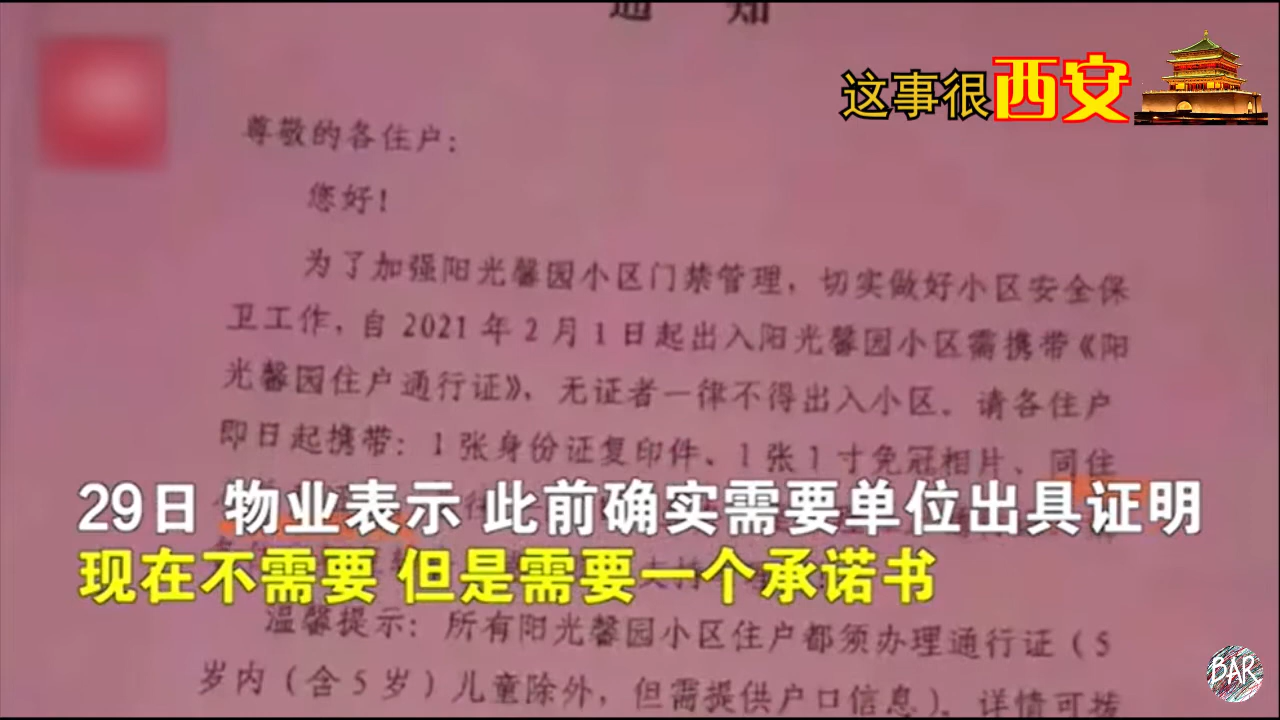 通 知
这事很西安
尊敬的各住户：
您好！
为了加强阳光馨园小区门禁管理，切实做好小区安全保
卫工作，自 2021 年 2 月 1 日起出入阳光馨园小区需携带《阳
光馨园住户通行证》，无证者一律不得出入小区。请各住户
即日起携带：1 张身份证复印件、1 张 1 寸免冠相片、同住
29日 物业表示 此前确实需要单位出具证明
现在不需要 但是需要一个承诺书
温馨提示：所有阳光馨园小区住户都须办理通行证（5
岁内（含 5 岁）儿童除外，但需提供户口信息）。详情可拨
BAR